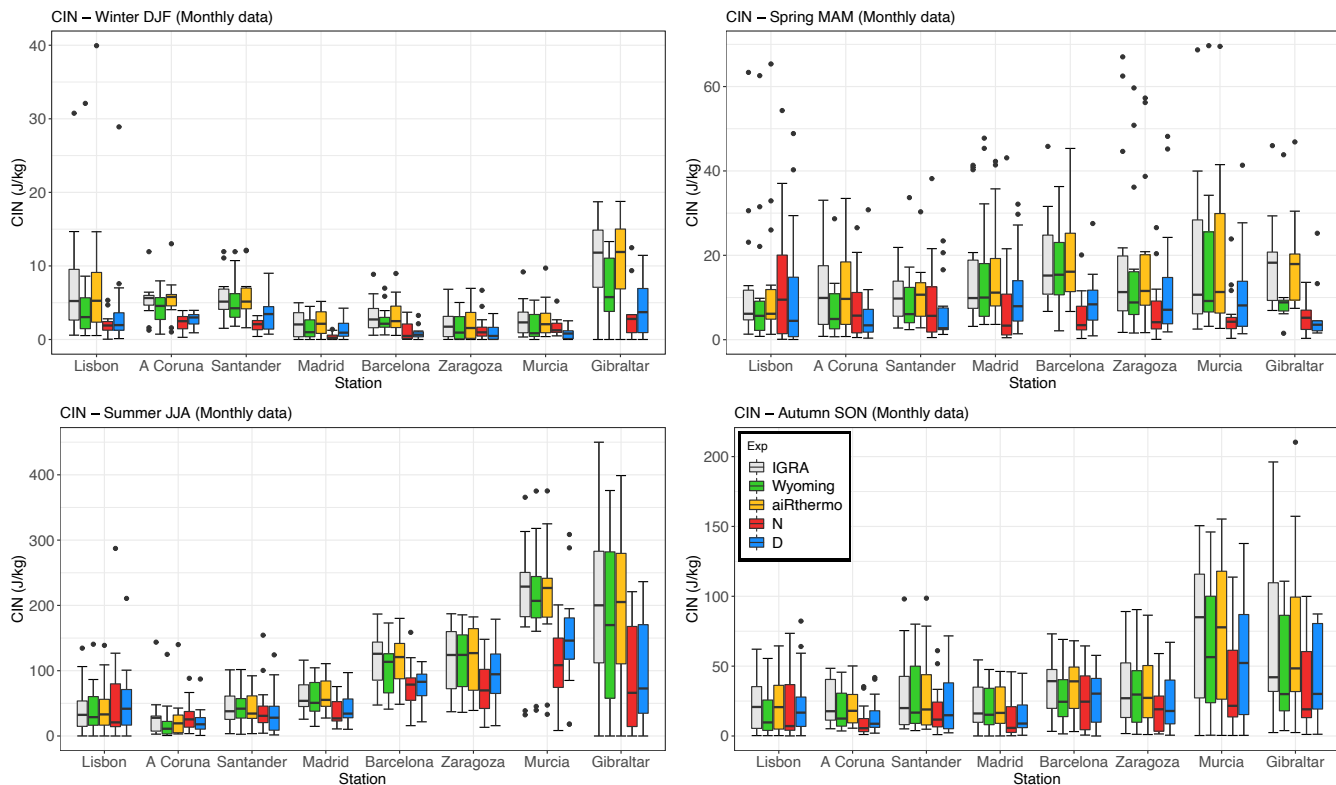 CIN – Winter DJF (Monthly data)
CIN (J/kg)
40
30
20
10
0
Lisbon A Coruna Santander Madrid Barcelona Zaragoza Murcia Gibraltar
Station
CIN – Spring MAM (Monthly data)
CIN (J/kg)
60
40
20
0
Lisbon A Coruna Santander Madrid Barcelona Zaragoza Murcia Gibraltar
Station
CIN – Summer JJA (Monthly data)
CIN (J/kg)
400
300
200
100
0
Lisbon A Coruna Santander Madrid Barcelona Zaragoza Murcia Gibraltar
Station
CIN – Autumn SON (Monthly data)
CIN (J/kg)
200
150
100
50
0
Exp
IGRA
Wyoming
aiRthermo
N
D
Lisbon A Coruna Santander Madrid Barcelona Zaragoza Murcia Gibraltar
Station